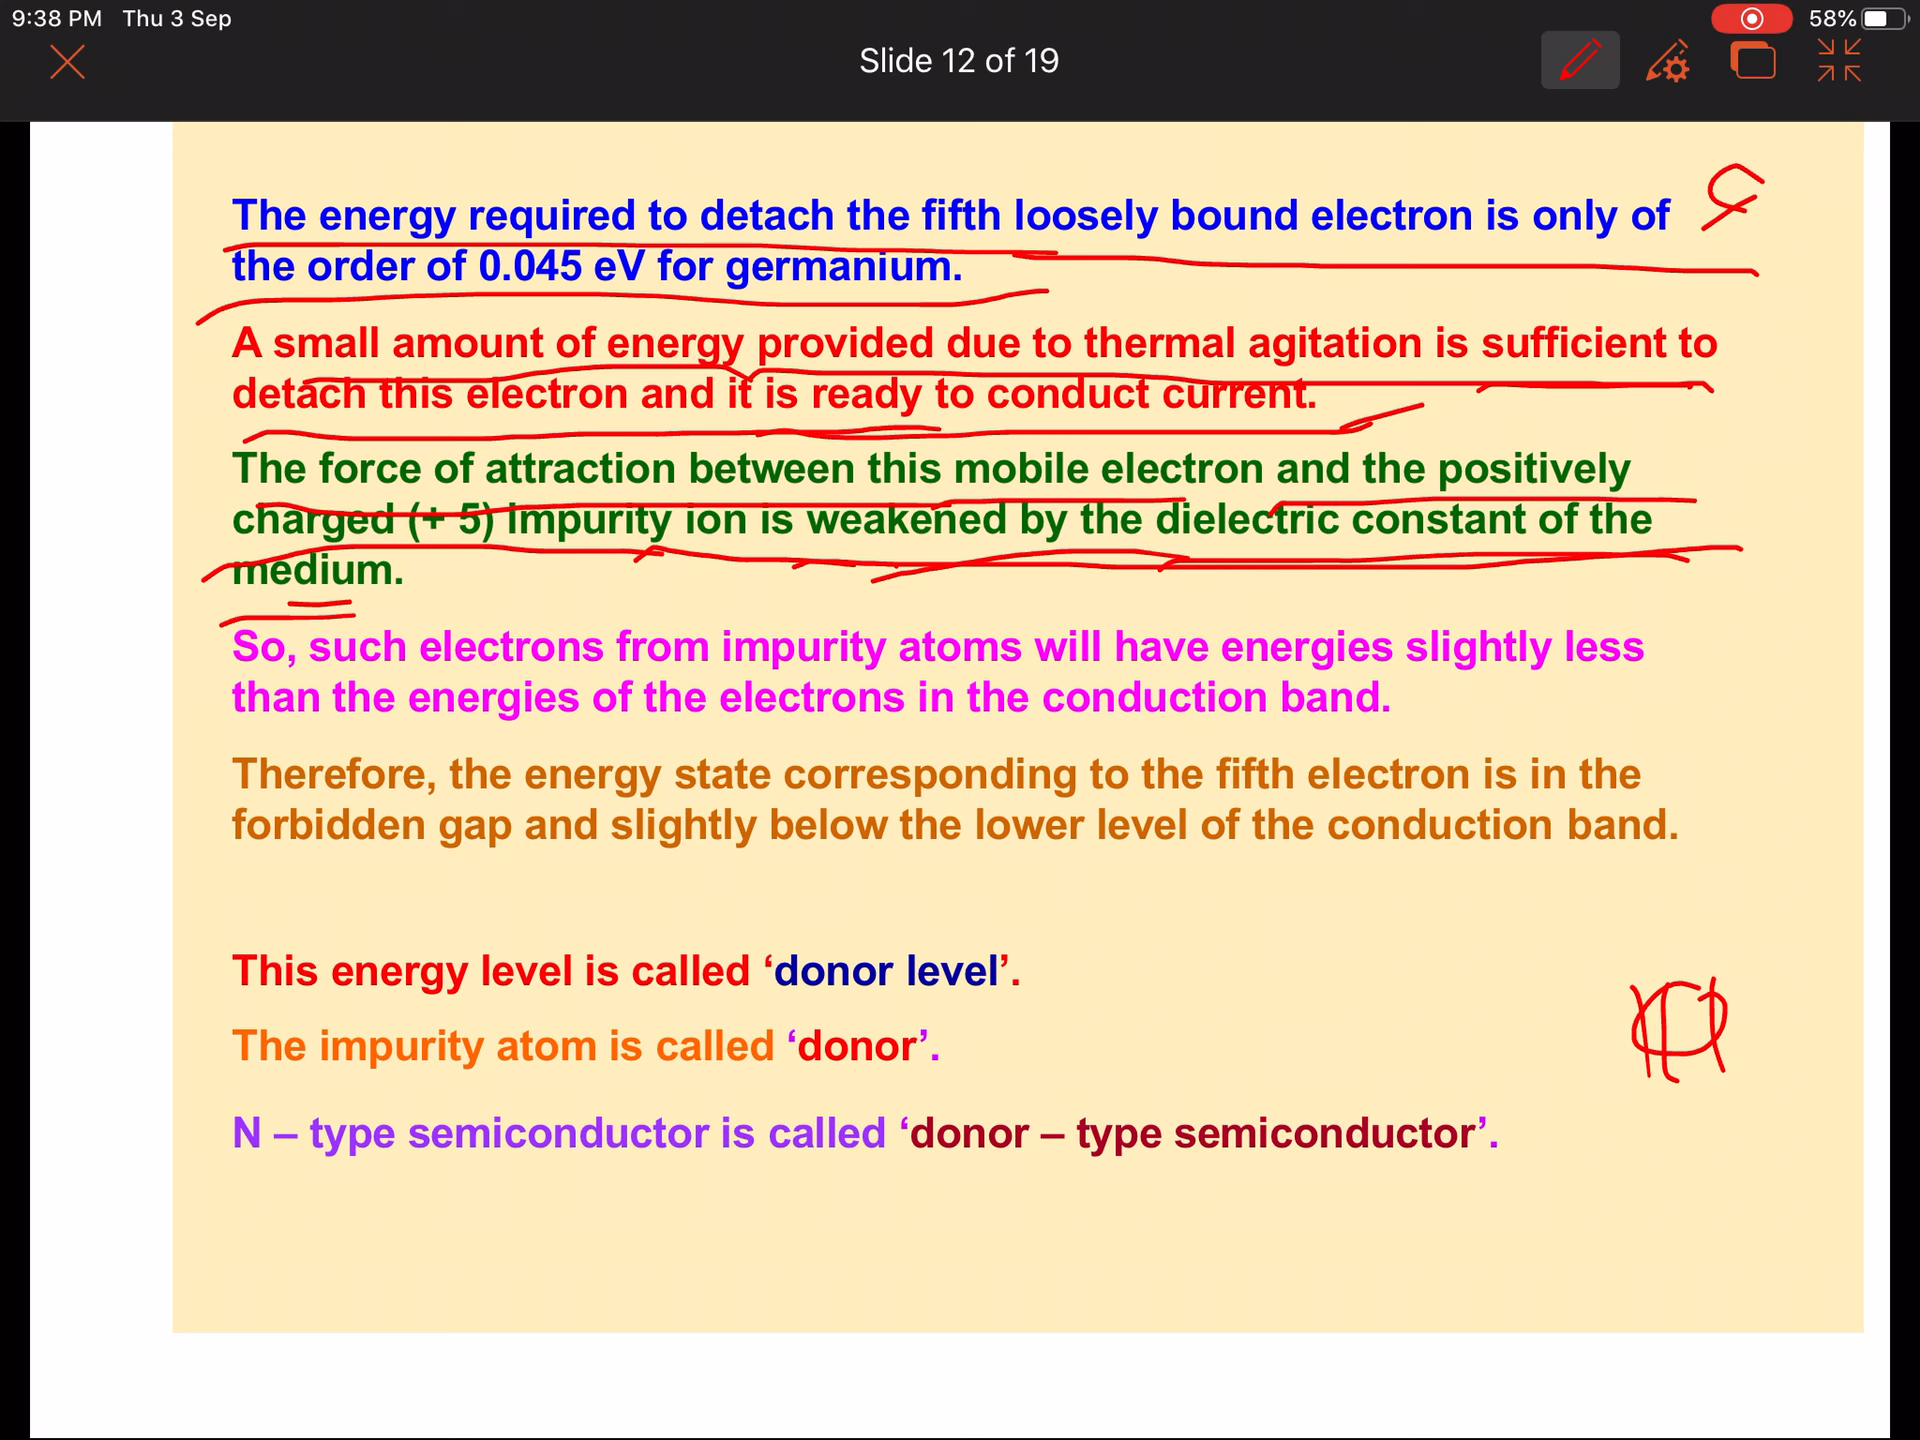 9:38 PM Thu 3 Sep
58%
Slide 12 of 19
The energy required to detach the fifth loosely bound electron is only of
the order of 0.045 eV for germanium.
A small amount of energy provided due to thermal agitation is sufficient to
detach this electron and it is ready to conduct current.
The force of attraction between this mobile electron and the positively
charged (+ 5) impurity ion is weakened by the dielectric constant of the
medium.
So, such electrons from impurity atoms will have energies slightly less
than the energies of the electrons in the conduction band.
Therefore, the energy state corresponding to the fifth electron is in the
forbidden gap and slightly below the lower level of the conduction band.
This energy level is called ‘donor level’.
The impurity atom is called ‘donor’.
N – type semiconductor is called ‘donor – type semiconductor’.